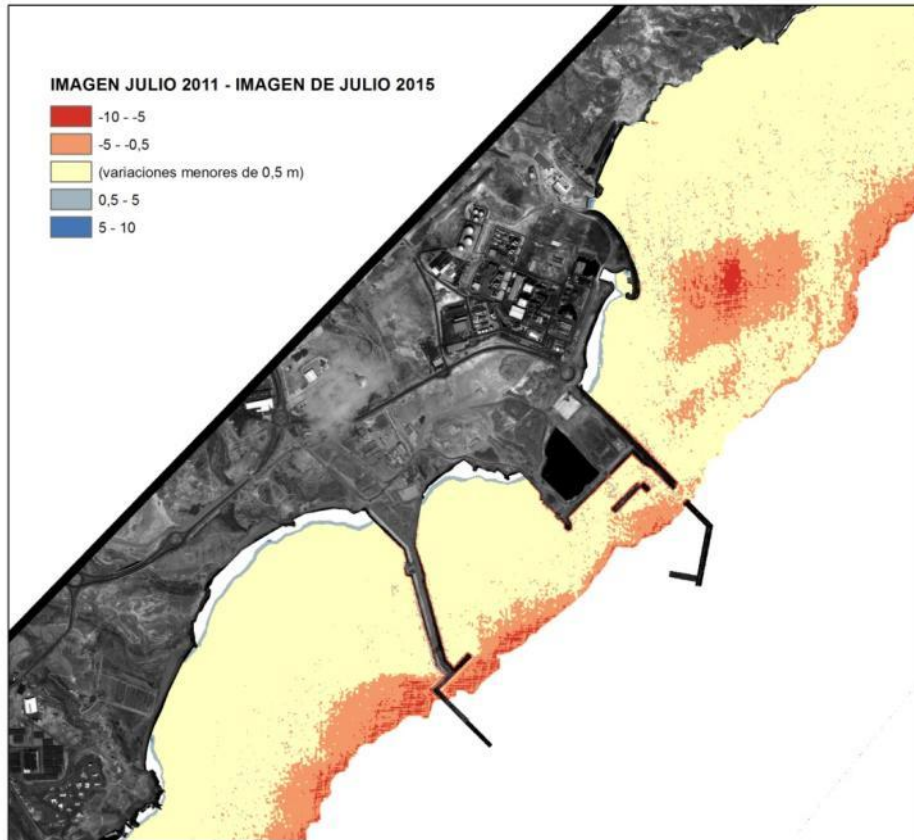 IMAGEN JULIO 2011 - IMAGEN DE JULIO 2015
-10 - -5
-5 - -0,5
(variaciones menores de 0,5 m)
0,5 - 5
5 - 10